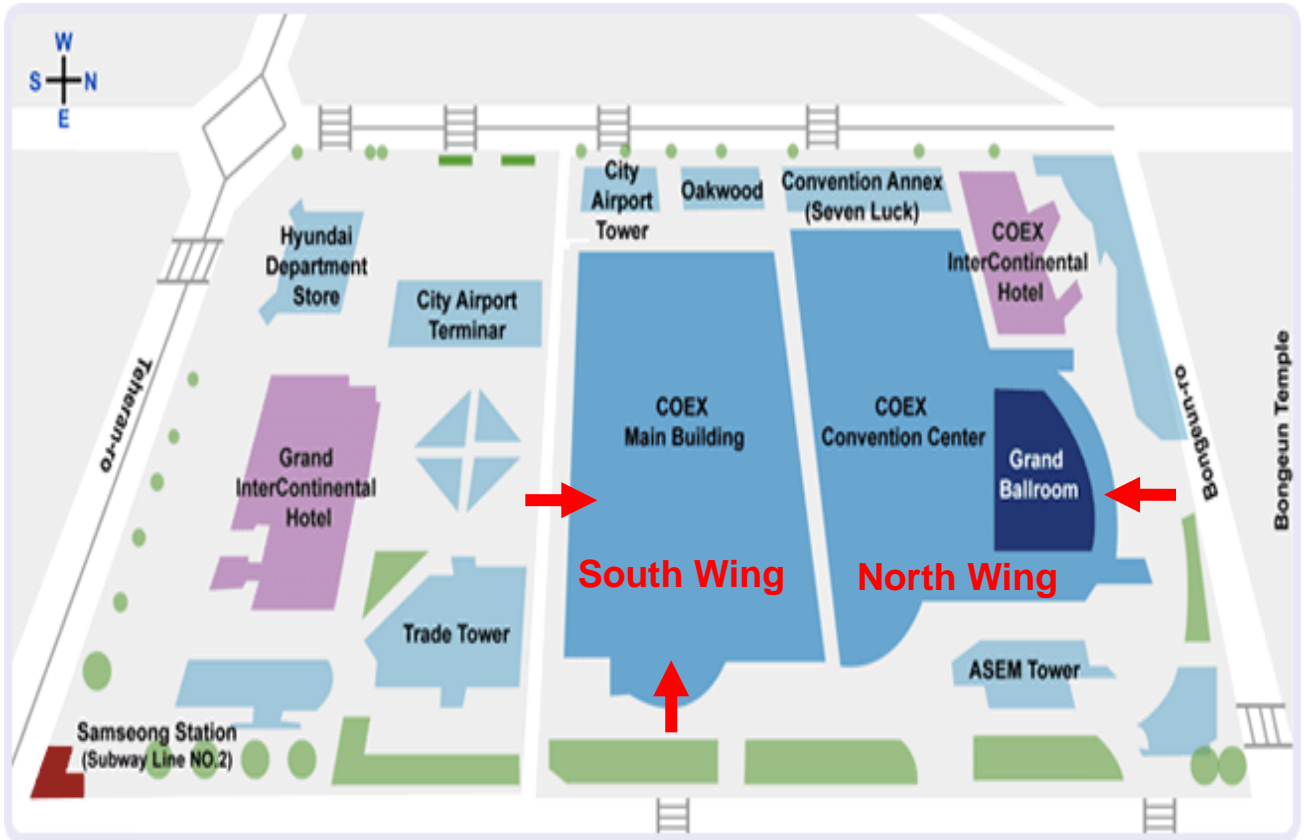 W
S N
E
City
Airport
Tower
Oakwood
Convention Annex
(Seven Luck)
Hyundai
Department
Store
COEX
InterContinental
Hotel
City Airport
Terminar
Teheran-ro
COEX
Main Building
COEX
Convention Center
Bongeun-ro
Bongeun Temple
Grand
InterContinental
Hotel
Grand
Ballroom
South Wing
North Wing
Trade Tower
ASEM Tower
Samseong Station
(Subway Line NO.2)